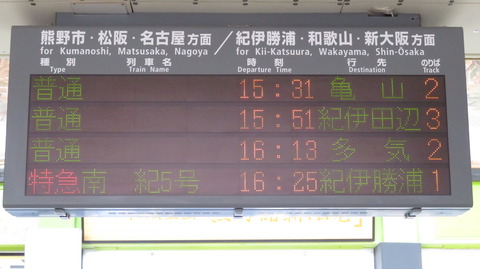 熊野市・松阪・名古屋方面／紀伊勝浦・和歌山・新大阪方面
for Kumanoshi, Matsusaka, Nagoya / for Kii-Katsuura, Wakayama, Shin-Ōsaka
種別 列車名 時刻 行先 のりば
Type Train Name Departure Time Destination Track
普通 15:31 亀山 2
普通 15:51 紀伊田辺 3
普通 16:13 多気 2
特急 南紀5号 16:25 紀伊勝浦 1